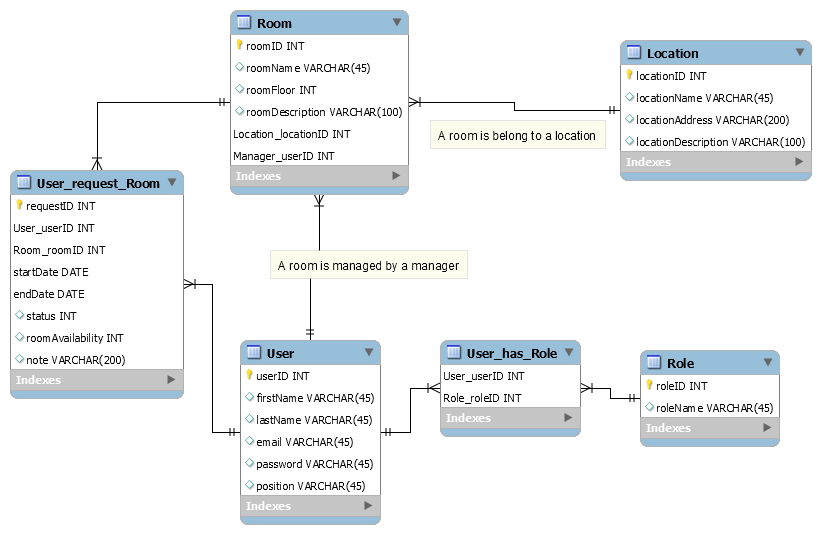 Room
roomID INT
roomName VARCHAR(45)
roomFloor INT
roomDescription VARCHAR(100)
Location_locationID INT
Manager_userID INT
Indexes
Location
locationID INT
locationName VARCHAR(45)
locationAddress VARCHAR(200)
locationDescription VARCHAR(100)
Indexes
A room is belong to a location
User_request_Room
requestID INT
User_userID INT
Room_roomID INT
startDate DATE
endDate DATE
status INT
roomAvailability INT
note VARCHAR(200)
Indexes
A room is managed by a manager
User
userID INT
firstName VARCHAR(45)
lastName VARCHAR(45)
email VARCHAR(45)
password VARCHAR(45)
position VARCHAR(45)
Indexes
User_has_Role
User_userID INT
Role_roleID INT
Indexes
Role
roleID INT
roleName VARCHAR(45)
Indexes